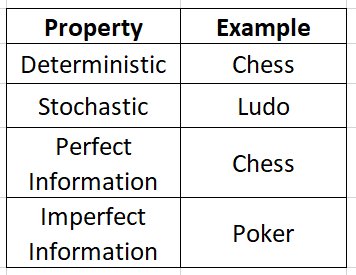 Property Example
Deterministic Chess
Stochastic Ludo
Perfect
Information Chess
Imperfect
Information Poker